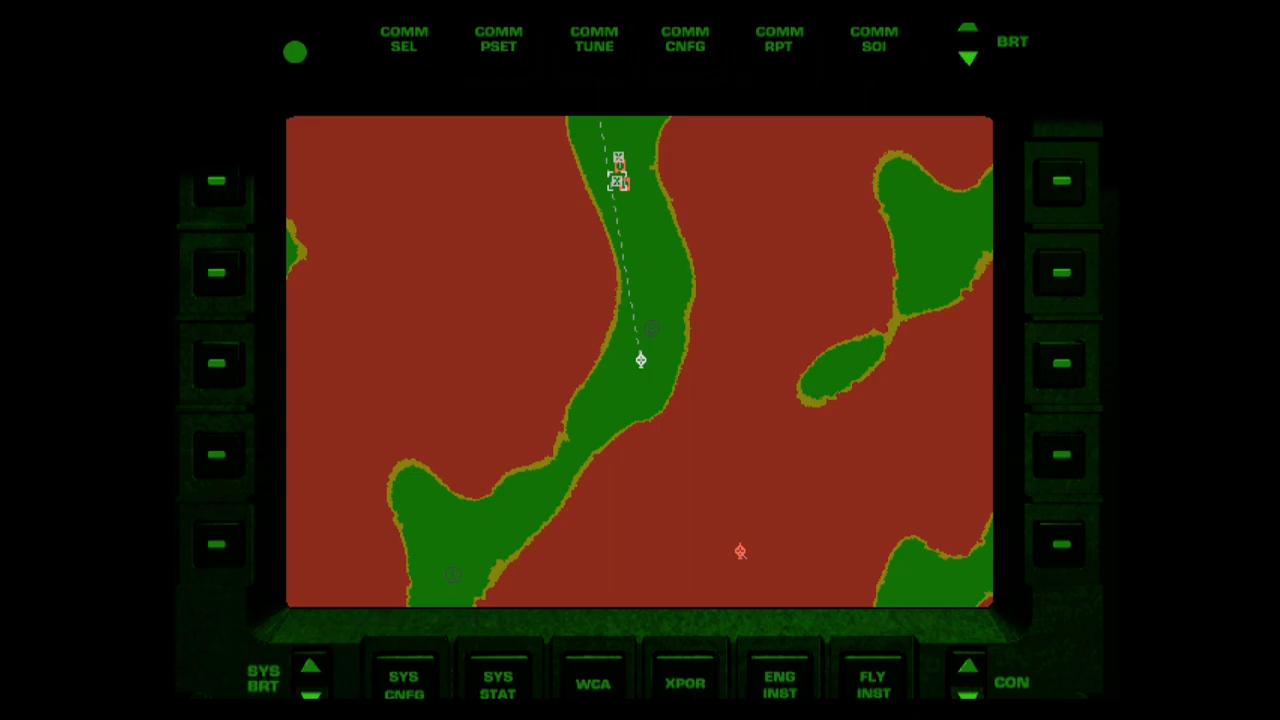 COMM SEL
COMM PSET
COMM TUNE
COMM CNFG
COMM RPT
COMM SOI
BRT
SYS BRT
SYS CNFG
SYS STAT
WCA
XPOR
ENG INST
FLY INST
CON